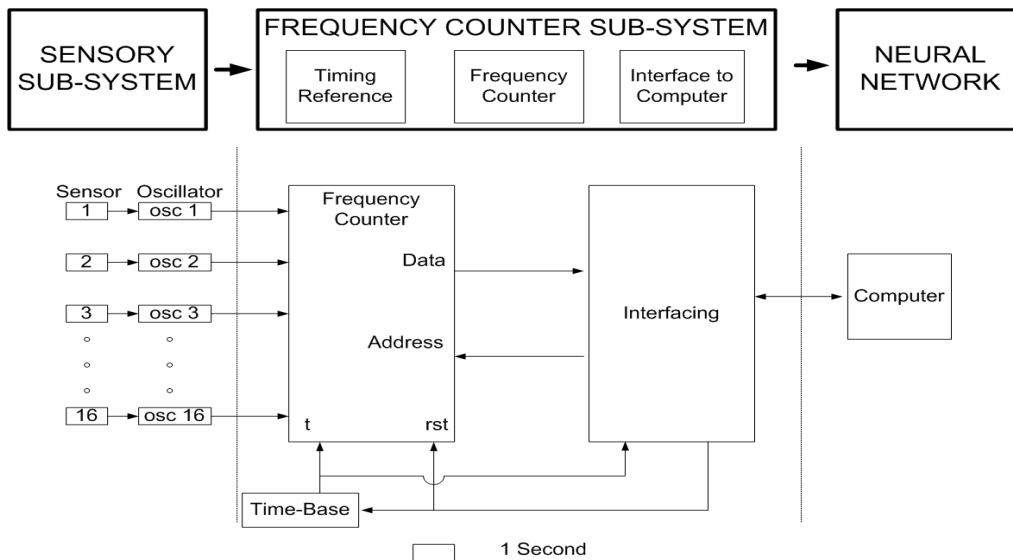 SENSORY
SUB-SYSTEM
FREQUENCY COUNTER SUB-SYSTEM
Timing
Reference
Frequency
Counter
Interface to
Computer
NEURAL
NETWORK
Sensor
Oscillator
1
osc 1
2
osc 2
3
osc 3
16
osc 16
Frequency
Counter
Data
Address
t
rst
Interfacing
Computer
Time-Base
1 Second